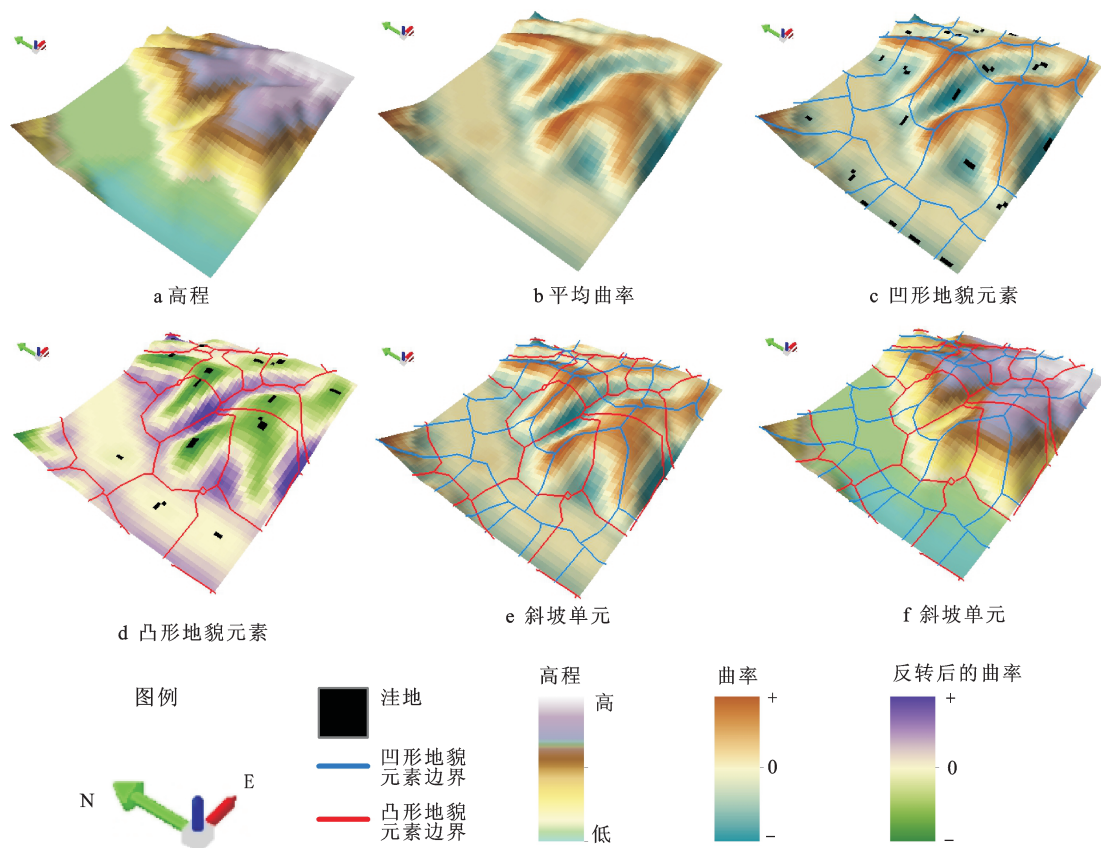 a 高程
b 平均曲率
c 凹形地貌元素
d 凸形地貌元素
e 斜坡单元
f 斜坡单元
图例
N
E
洼地
凹形地貌
元素边界
凸形地貌
元素边界
高程
高
低
曲率
+
0
−
反转后的曲率
+
0
−